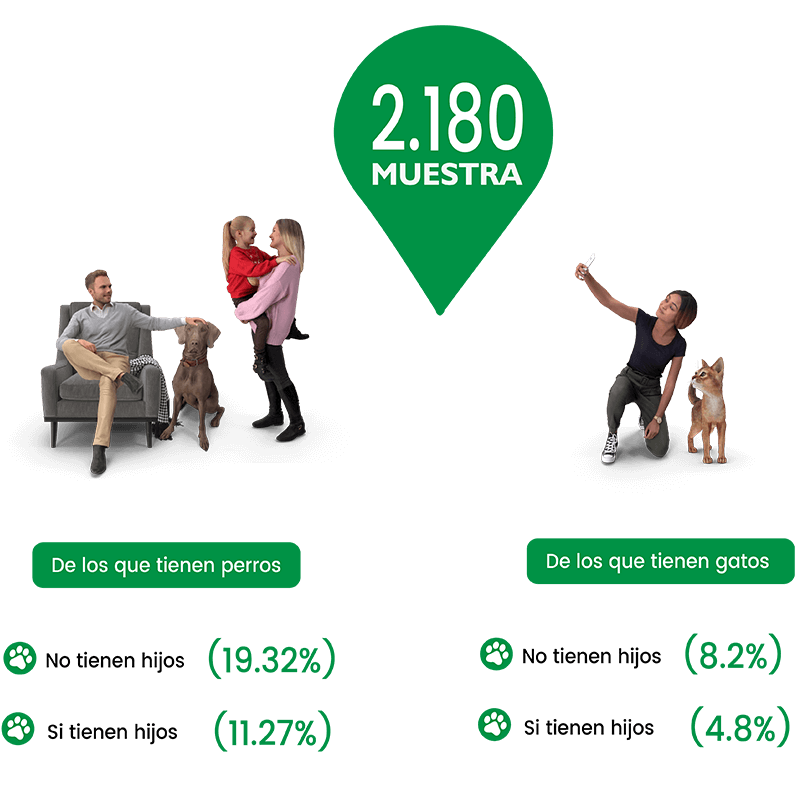 2.180
MUESTRA
De los que tienen perros
No tienen hijos (19.32%)
Si tienen hijos (11.27%)
De los que tienen gatos
No tienen hijos (8.2%)
Si tienen hijos (4.8%)